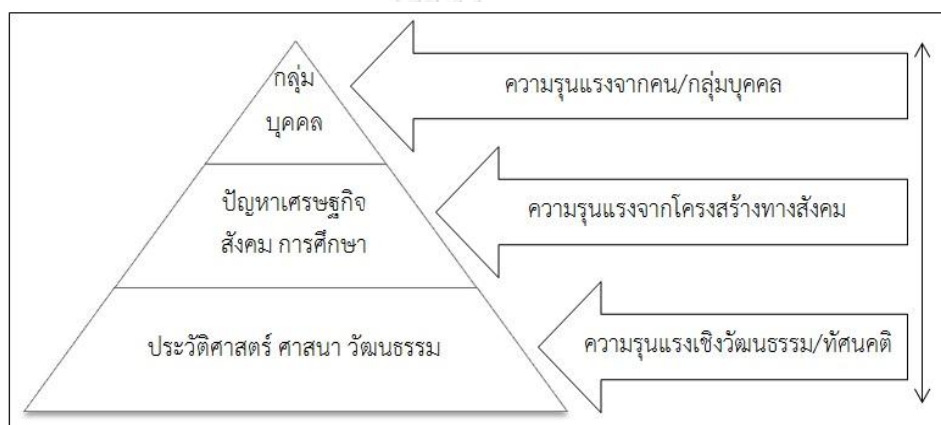 กลุ่ม
บุคคล
ความรุนแรงจากคน/กลุ่มบุคคล
ปัญหาเศรษฐกิจ
สังคม การศึกษา
ความรุนแรงจากโครงสร้างทางสังคม
ประวัติศาสตร์ ศาสนา วัฒนธรรม
ความรุนแรงเชิงวัฒนธรรม/ทัศนคติ